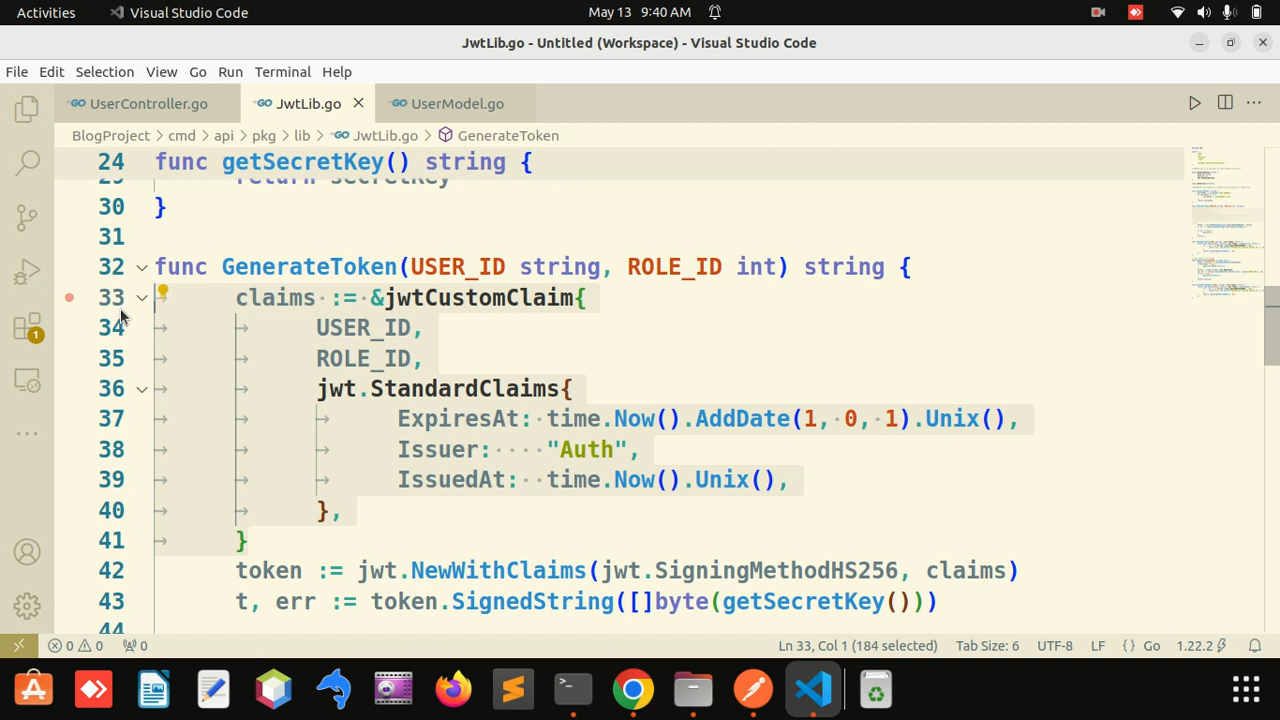 Activities
Visual Studio Code
May 13 9:40 AM
JwtLib.go - Untitled (Workspace) - Visual Studio Code
File Edit Selection View Go Run Terminal Help
UserController.go
JwtLib.go
UserModel.go
BlogProject > cmd > api > pkg > lib > JwtLib.go > GenerateToken
24 func getSecretKey() string {
29 return secretKey
30 }
31
32 func GenerateToken(USER_ID string, ROLE_ID int) string {
33 claims := &jwtCustomClaim{
34 USER_ID,
35 ROLE_ID,
36 jwt.StandardClaims{
37 ExpiresAt: time.Now().AddDate(1, 0, 1).Unix(),
38 Issuer: "Auth",
39 IssuedAt: time.Now().Unix(),
40 },
41 }
42 token := jwt.NewWithClaims(jwt.SigningMethodHS256, claims)
43 t, err := token.SignedString([]byte(getSecretKey()))
44
1
0 0 0
Ln 33, Col 1 (184 selected) Tab Size: 6 UTF-8 LF {} Go 1.22.2